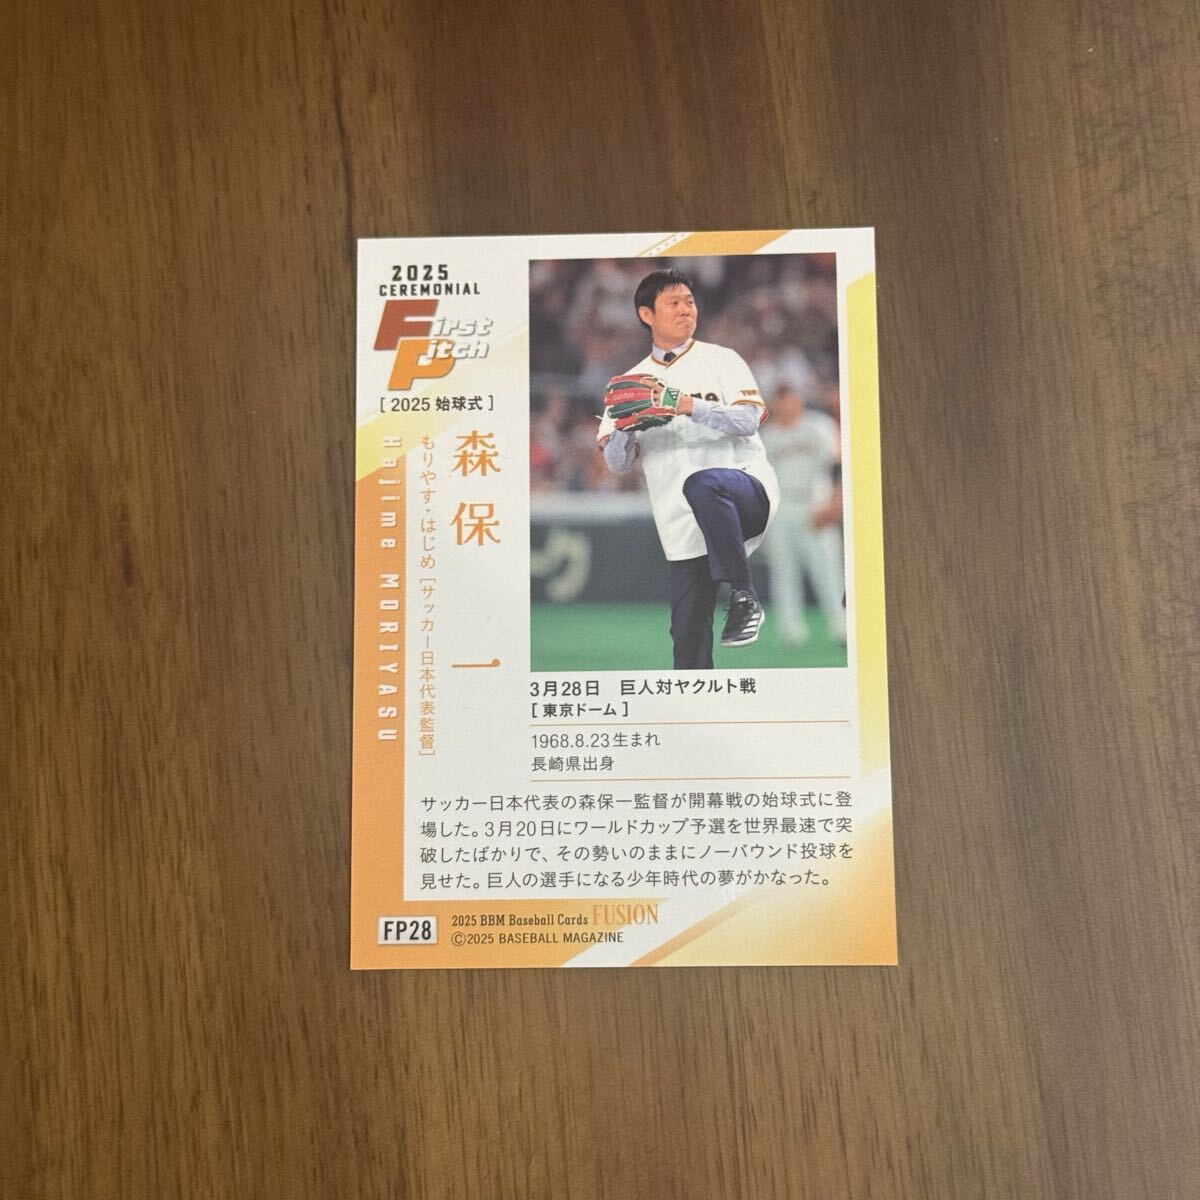 2025
CEREMONIAL
First
Pitch
[ 2025 始球式 ]
森保 一
もりやす・はじめ [サッカー日本代表監督]
Hajime MORIYASU
3月28日 巨人対ヤクルト戦
[ 東京ドーム ]
1968.8.23生まれ
長崎県出身
サッカー日本代表の森保一監督が開幕戦の始球式に登
場した。3月20日にワールドカップ予選を世界最速で突
破したばかりで、その勢いのままにノーバウンド投球を
見せた。巨人の選手になる少年時代の夢がかなった。
FP28
2025 BBM Baseball Cards FUSION
©2025 BASEBALL MAGAZINE